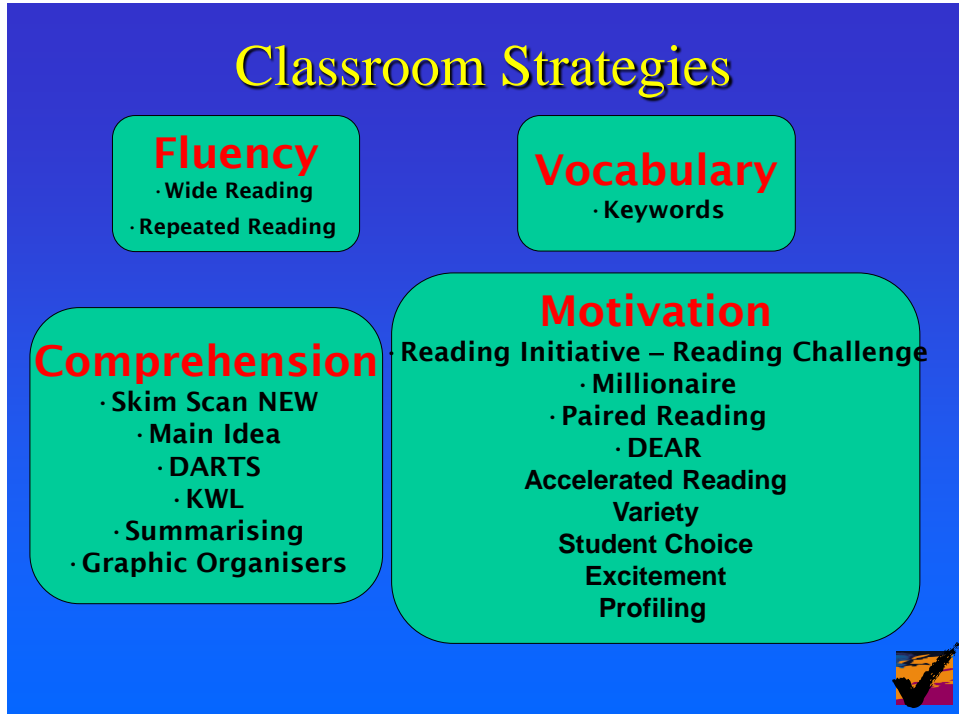 Classroom Strategies
Fluency
·Wide Reading
·Repeated Reading
Vocabulary
·Keywords
Comprehension
·Skim Scan NEW
·Main Idea
·DARTS
·KWL
·Summarising
·Graphic Organisers
Motivation
·Reading Initiative – Reading Challenge
·Millionaire
·Paired Reading
·DEAR
Accelerated Reading
Variety
Student Choice
Excitement
Profiling